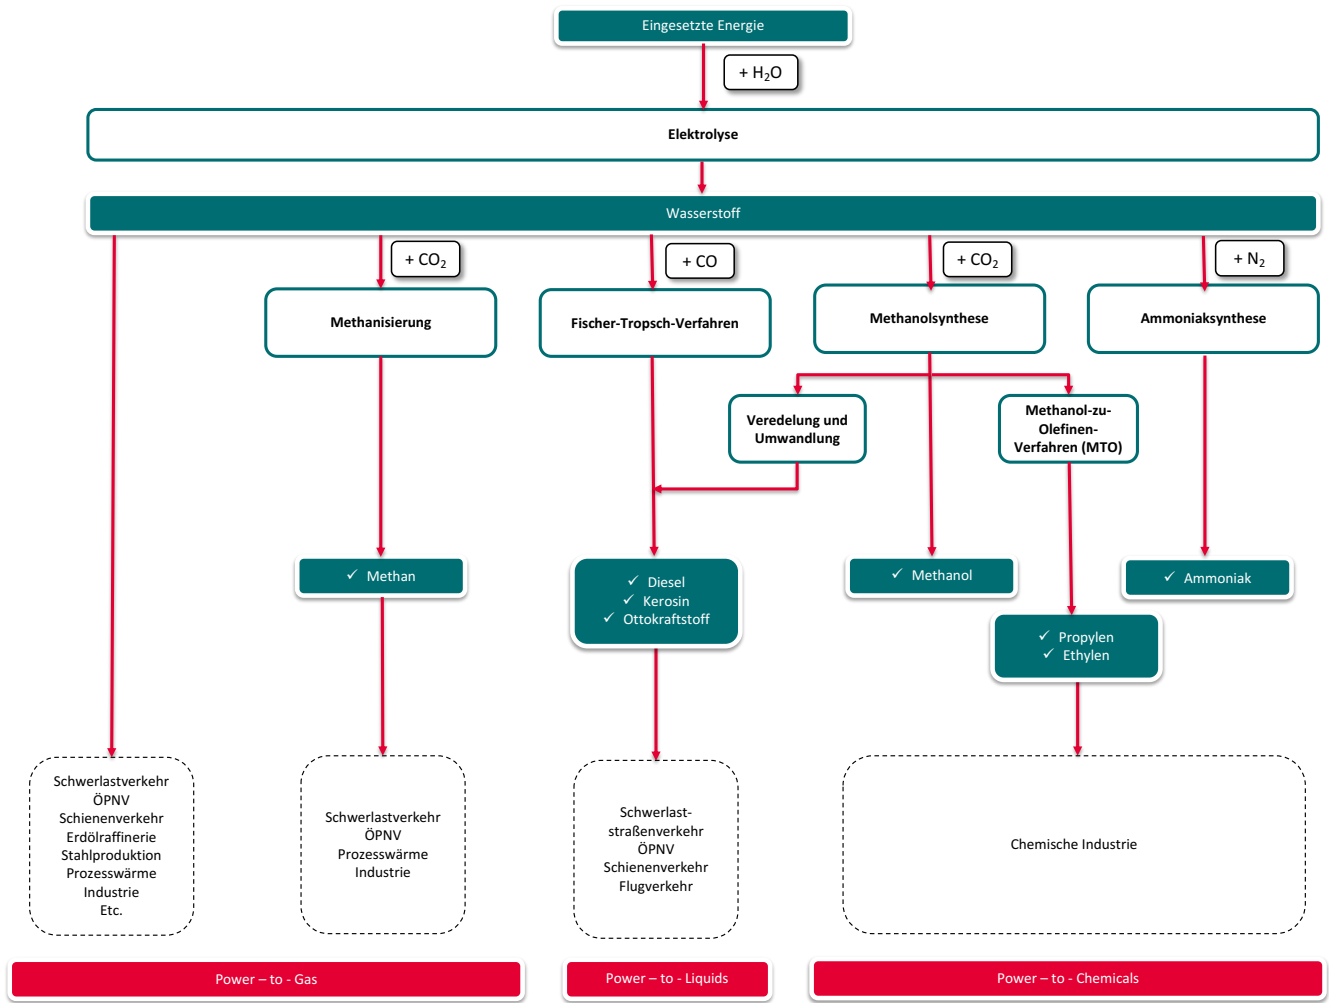 Eingesetzte Energie
+ H₂O
Elektrolyse
Wasserstoff
+ CO₂
+ CO
+ CO₂
+ N₂
Methanisierung
Fischer-Tropsch-Verfahren
Methanolsynthese
Ammoniaksynthese
Veredelung und
Umwandlung
Methanol-zu-
Olefinen-
Verfahren (MTO)
✓ Methan
✓ Diesel
✓ Kerosin
✓ Ottokraftstoff
✓ Methanol
✓ Ammoniak
✓ Propylen
✓ Ethylen
Schwerlastverkehr
ÖPNV
Schienenverkehr
Erdölraffinerie
Stahlproduktion
Prozesswärme
Industrie
Etc.
Schwerlastverkehr
ÖPNV
Prozesswärme
Industrie
Schwerlast-
straßenverkehr
ÖPNV
Schienenverkehr
Flugverkehr
Chemische Industrie
Power – to - Gas
Power – to - Liquids
Power – to - Chemicals